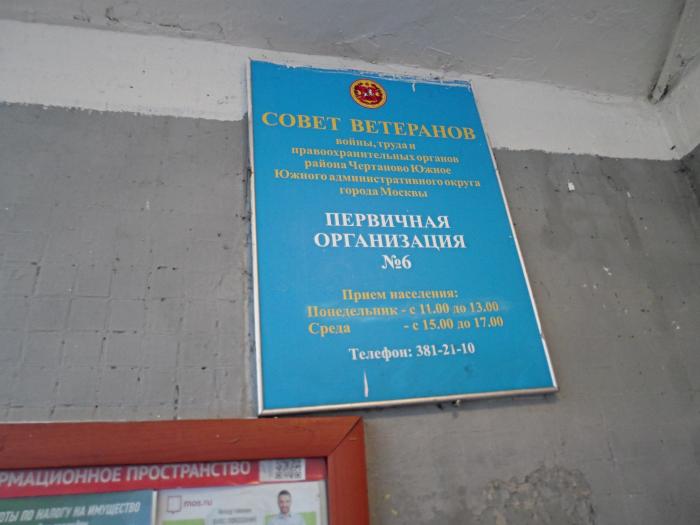 СОВЕТ ВЕТЕРАНОВ
войны, труда и
правоохранительных органов
района Чертаново Южное
Южного административного округа
города Москвы
ПЕРВИЧНАЯ
ОРГАНИЗАЦИЯ
№6
Прием населения:
Понедельник - с 11.00 до 13.00
Среда - с 15.00 до 17.00
Телефон: 381-21-10
РМАЦИОННОЕ ПРОСТРАНСТВО
ОТЫ ПО НАЛОГУ НА ИМУЩЕСТВО
mos.ru